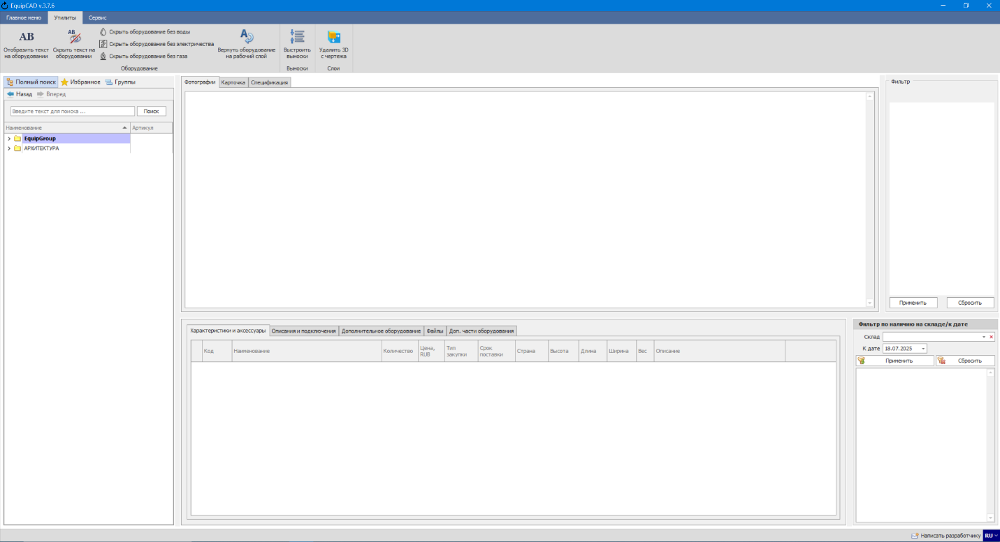 EquipCAD v.3.7.6
Главное меню Утилиты Сервис
AB
Отобразить текст на оборудовании
AB
Скрыть текст на оборудовании
Скрыть оборудование без воды
Скрыть оборудование без электричества
Скрыть оборудование без газа
A
Вернуть оборудование на рабочий слой
Выстроить выноски
Удалить 3D с чертежа
Оборудование Выноски Слои
Полный поиск Избранное Группы
Назад Вперед
Введите текст для поиска ... Поиск
Наименование Артикул
EquipGroup
АРХИТЕКТУРА
Фотографии Карточка Спецификация
Фильтр
Применить Сбросить
Характеристики и аксессуары Описания и подключения Дополнительное оборудование Файлы Доп. части оборудования
Код Наименование Количество Цена, RUB Тип закупки Срок поставки Страна Высота Длина Ширина Вес Описание
Фильтр по наличию на складе/к дате
Склад
К дате 18.07.2025
Применить Сбросить
Написать разработчику RU